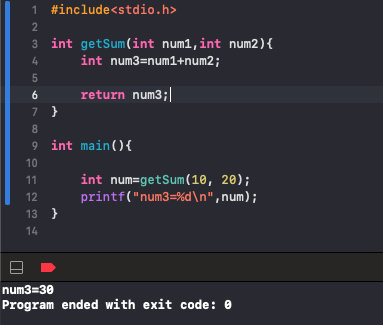 1 #include<stdio.h>
2
3 int getSum(int num1,int num2){
4 int num3=num1+num2;
5
6 return num3;
7 }
8
9 int main(){
10
11 int num=getSum(10, 20);
12 printf("num3=%d\n",num);
13 }
14
num3=30
Program ended with exit code: 0